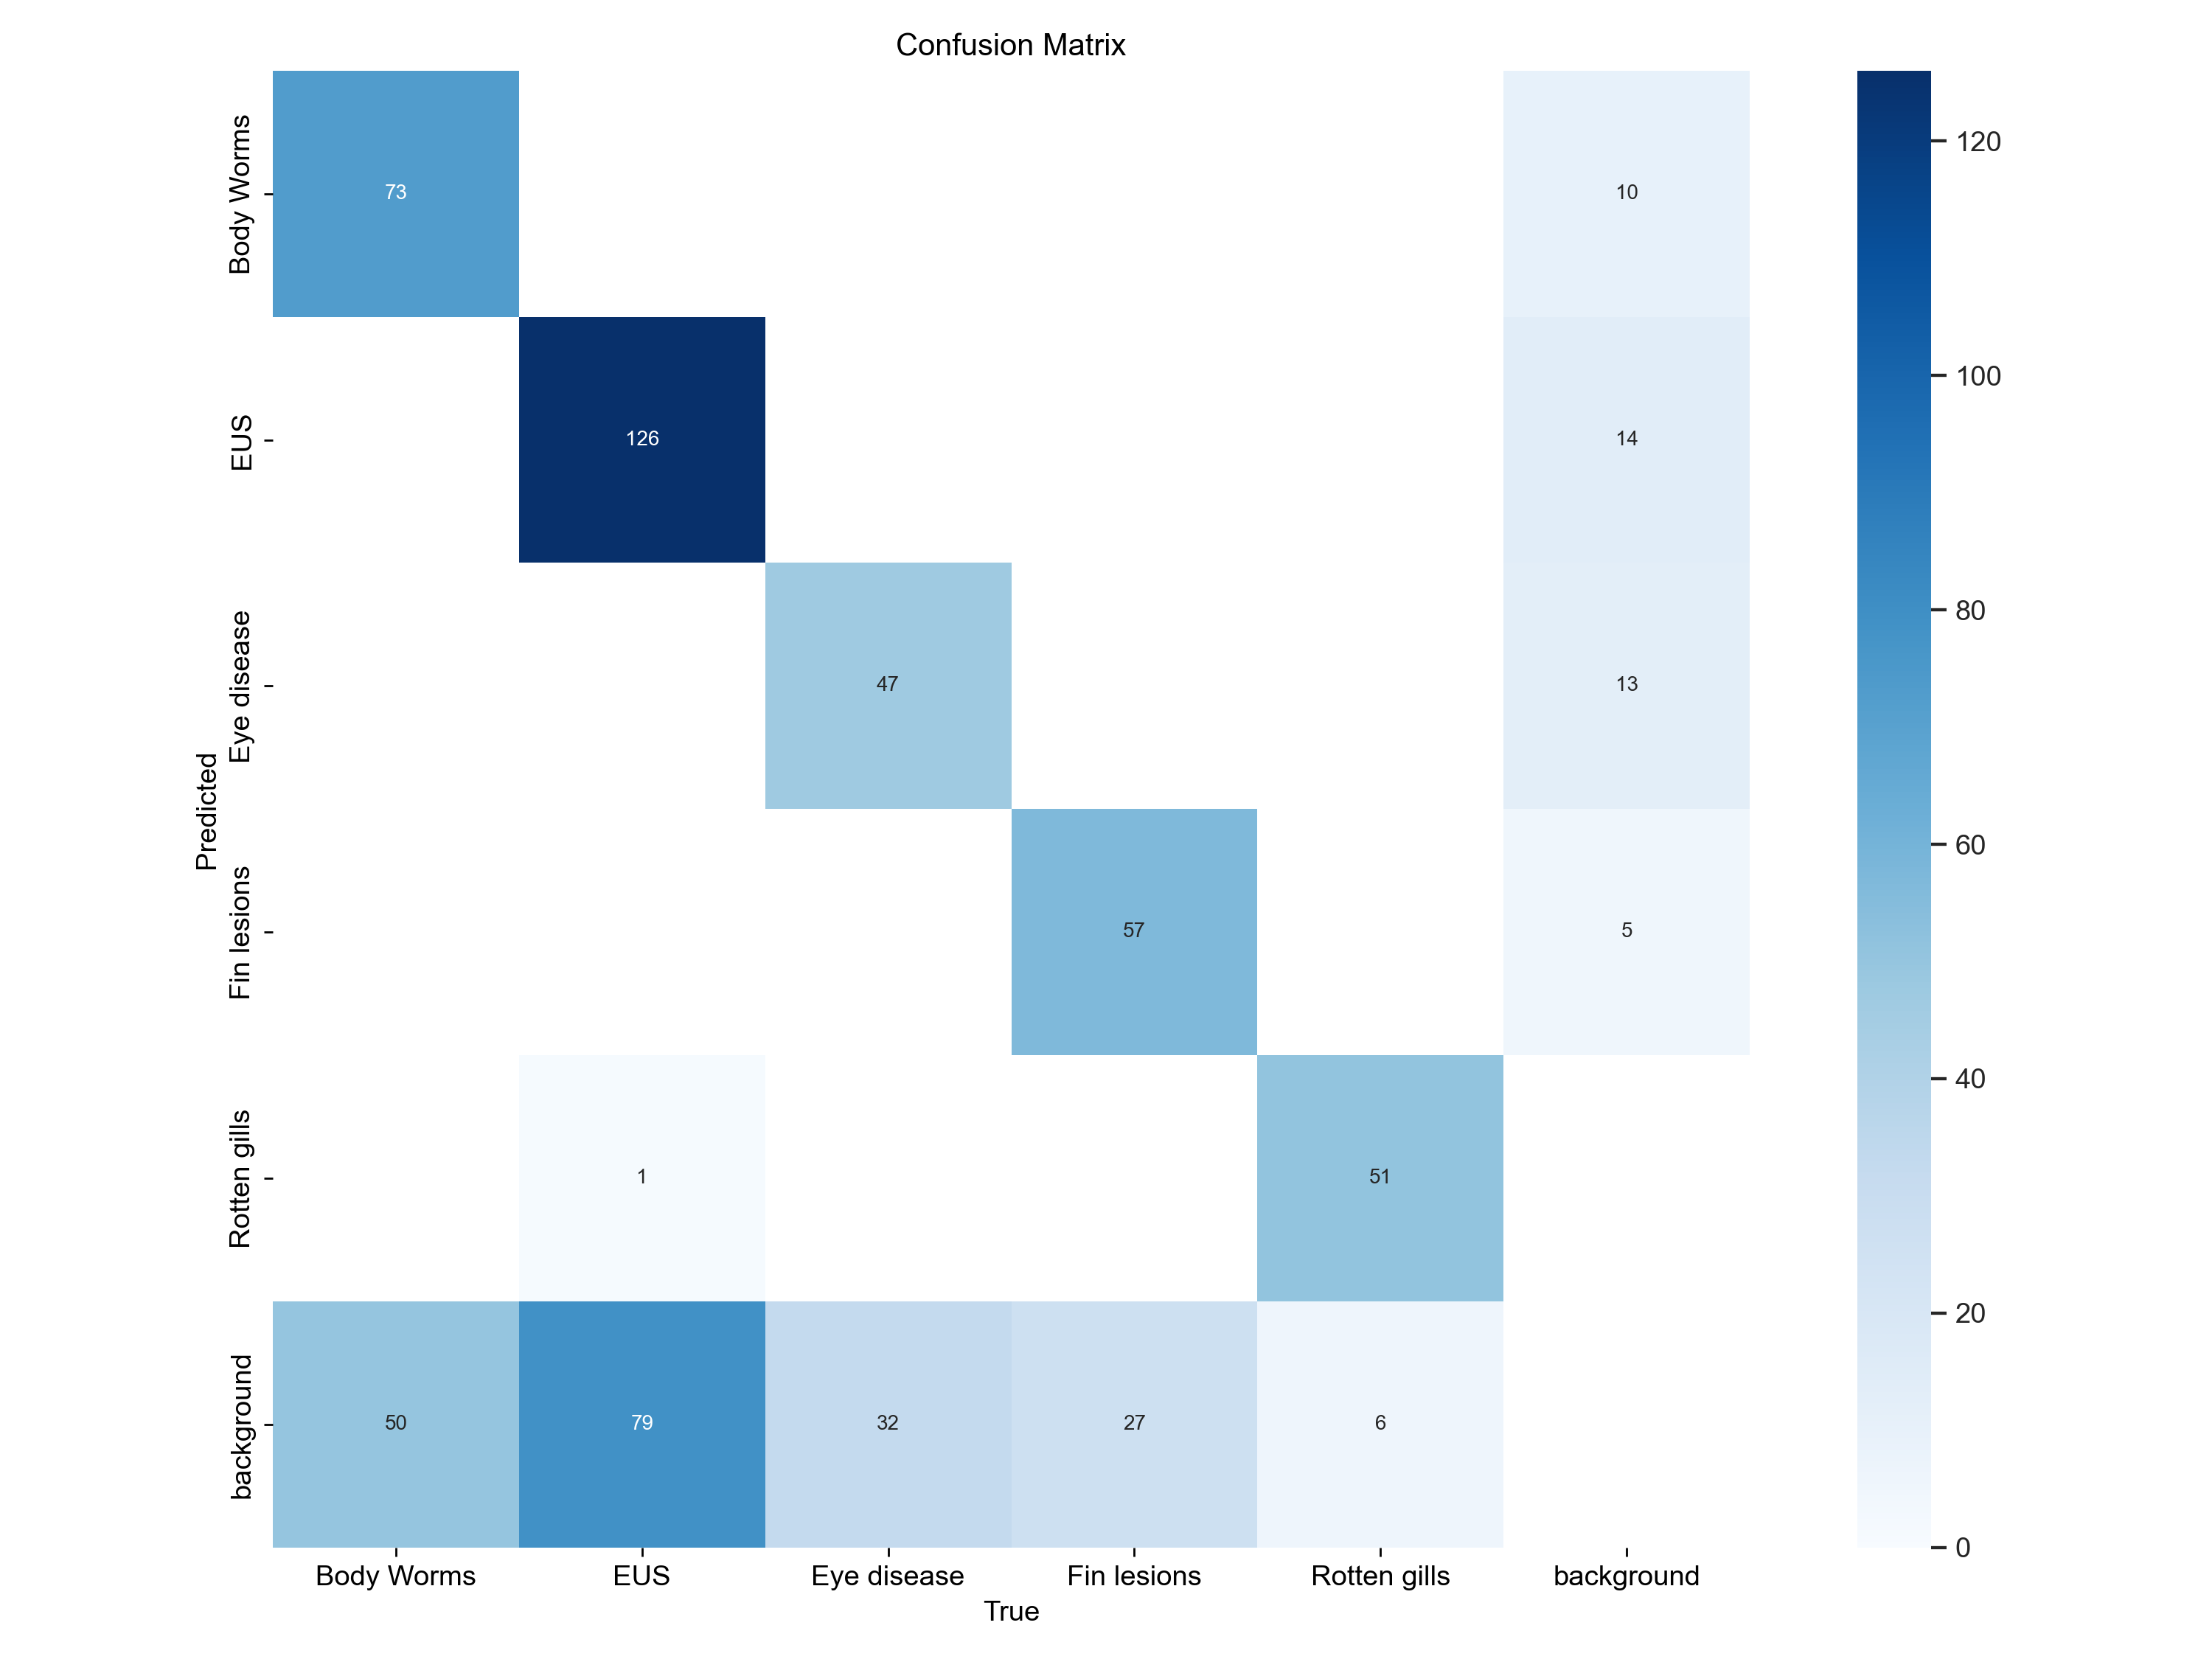 Confusion Matrix
Body Worms
73
10
120
100
EUS
126
14
80
Eye disease
47
13
60
Predicted
Fin lesions
57
5
40
Rotten gills
1
51
20
background
50
79
32
27
6
0
Body Worms
EUS
Eye disease
Fin lesions
Rotten gills
background
True